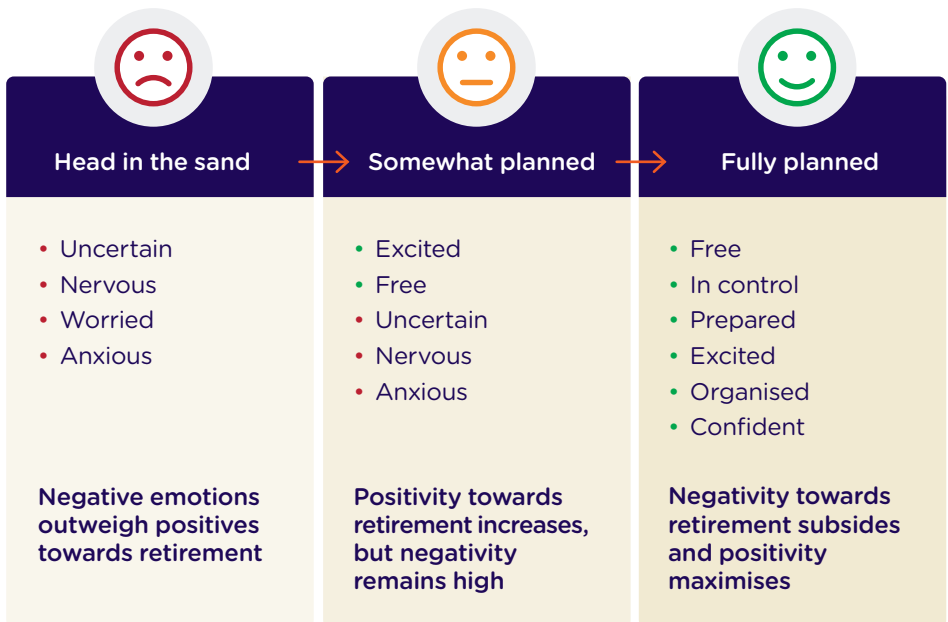 Head in the sand
Uncertain
Nervous
Worried
Anxious
Negative emotions
outweigh positives
towards retirement
Somewhat planned
Excited
Free
Uncertain
Nervous
Anxious
Positivity towards
retirement increases,
but negativity
remains high
Fully planned
Free
In control
Prepared
Excited
Organised
Confident
Negativity towards
retirement subsides
and positivity
maximises